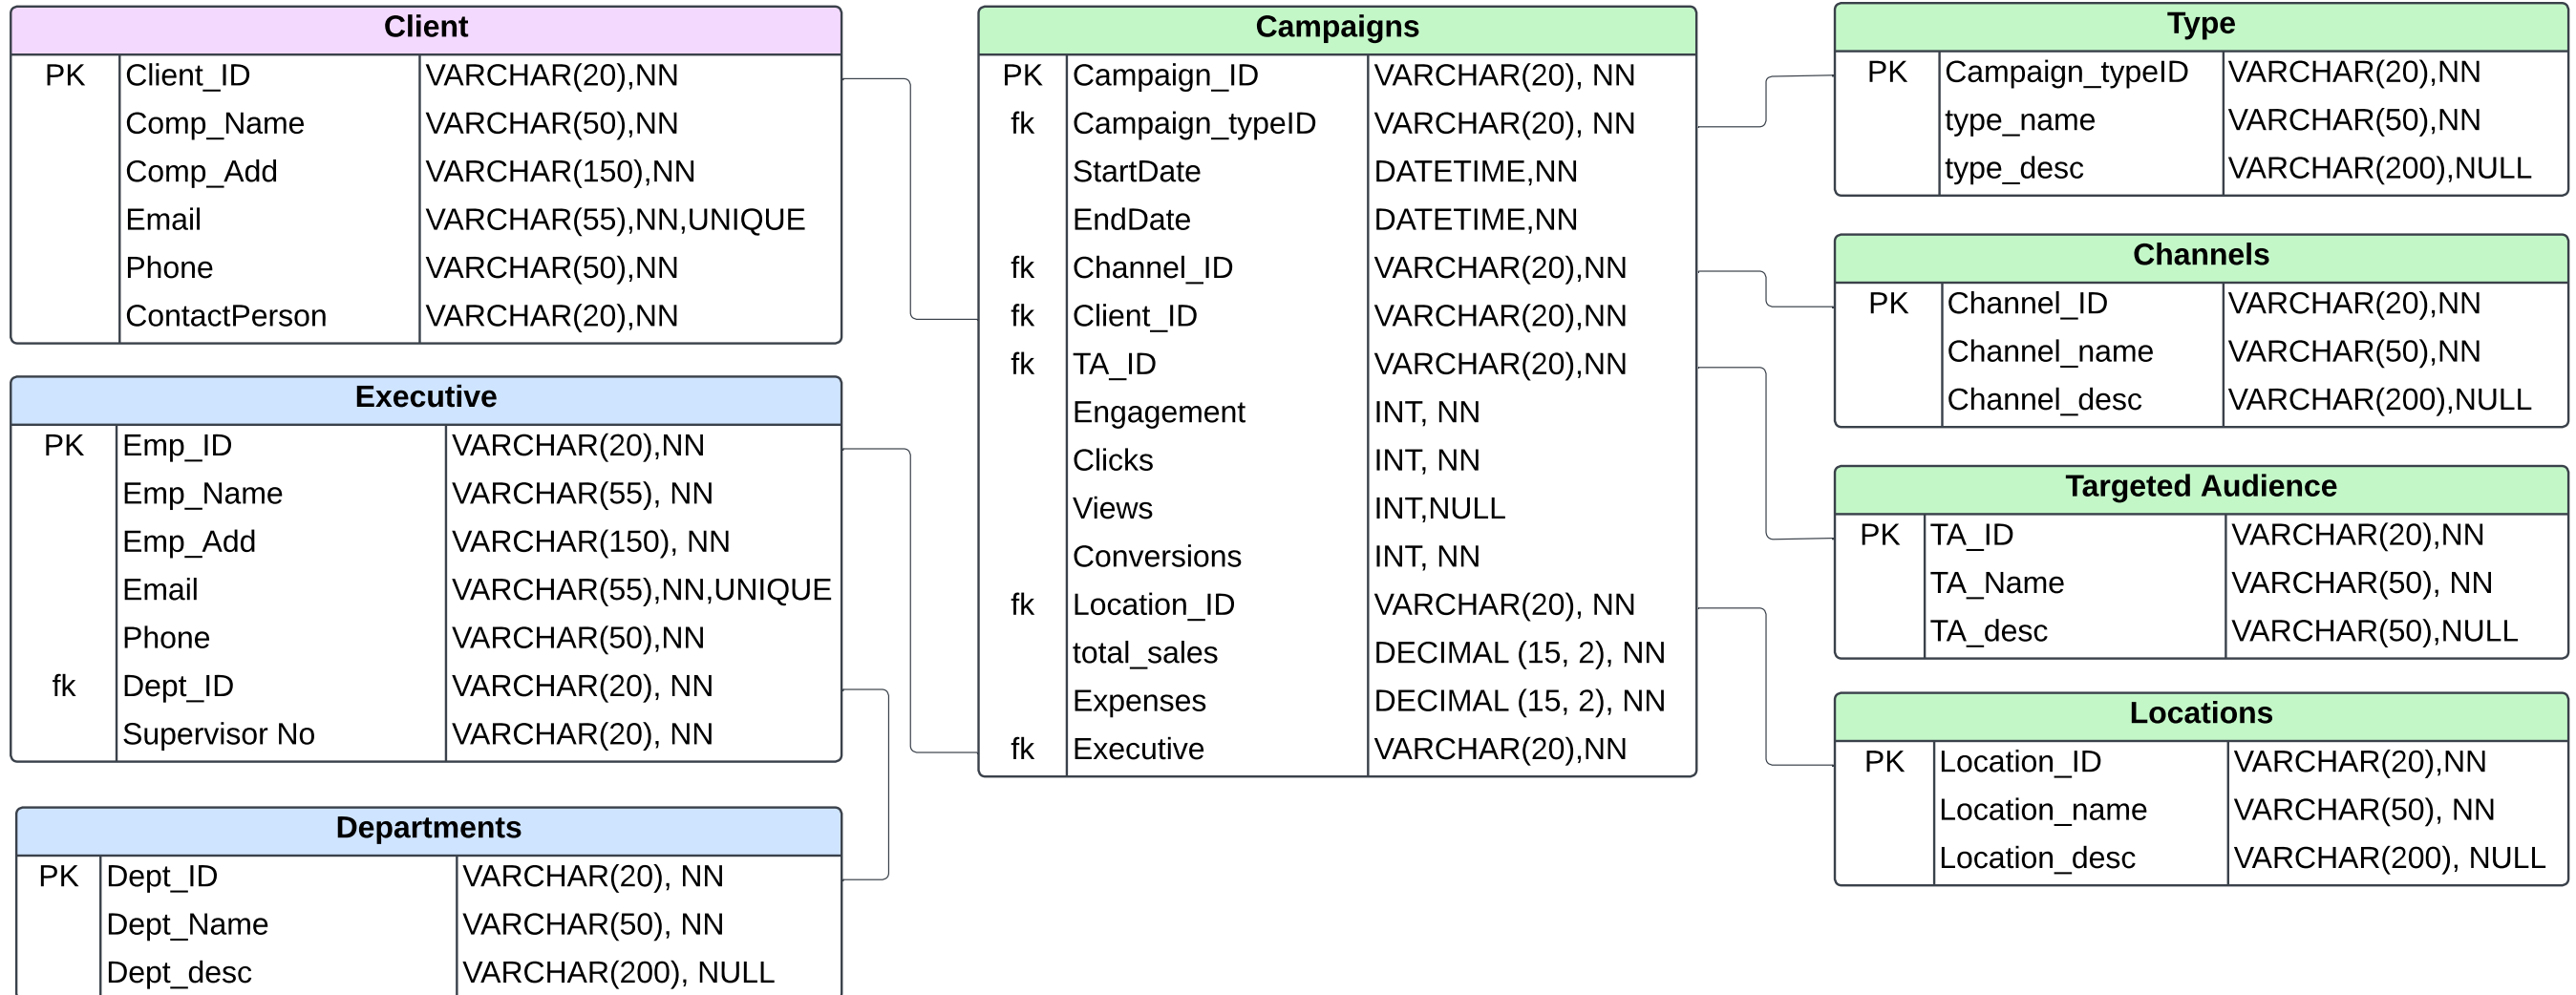 Client
PK Client_ID VARCHAR(20),NN
Comp_Name VARCHAR(50),NN
Comp_Add VARCHAR(150),NN
Email VARCHAR(55),NN,UNIQUE
Phone VARCHAR(50),NN
ContactPerson VARCHAR(20),NN
Executive
PK Emp_ID VARCHAR(20),NN
Emp_Name VARCHAR(55), NN
Emp_Add VARCHAR(150), NN
Email VARCHAR(55),NN,UNIQUE
Phone VARCHAR(50),NN
fk Dept_ID VARCHAR(20), NN
Supervisor No VARCHAR(20), NN
Departments
PK Dept_ID VARCHAR(20), NN
Dept_Name VARCHAR(50), NN
Dept_desc VARCHAR(200), NULL
Campaigns
PK Campaign_ID VARCHAR(20), NN
fk Campaign_typeID VARCHAR(20), NN
StartDate DATETIME,NN
EndDate DATETIME,NN
fk Channel_ID VARCHAR(20),NN
fk Client_ID VARCHAR(20),NN
fk TA_ID VARCHAR(20),NN
Engagement INT, NN
Clicks INT, NN
Views INT,NULL
Conversions INT, NN
fk Location_ID VARCHAR(20), NN
total_sales DECIMAL (15, 2), NN
Expenses DECIMAL (15, 2), NN
fk Executive VARCHAR(20),NN
Type
PK Campaign_typeID VARCHAR(20),NN
type_name VARCHAR(50),NN
type_desc VARCHAR(200),NULL
Channels
PK Channel_ID VARCHAR(20),NN
Channel_name VARCHAR(50),NN
Channel_desc VARCHAR(200),NULL
Targeted Audience
PK TA_ID VARCHAR(20),NN
TA_Name VARCHAR(50), NN
TA_desc VARCHAR(50),NULL
Locations
PK Location_ID VARCHAR(20),NN
Location_name VARCHAR(50), NN
Location_desc VARCHAR(200), NULL